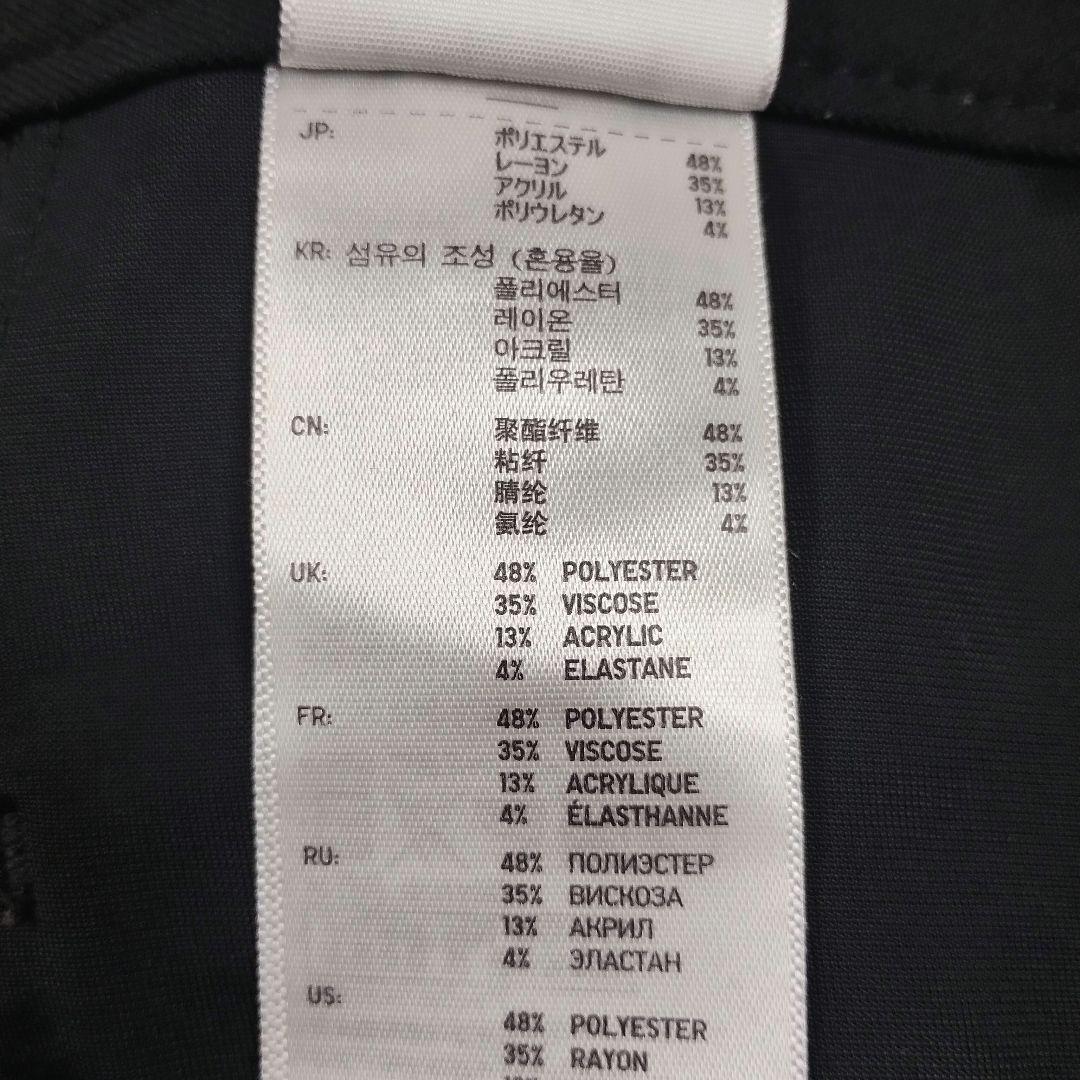 JP:
ポリエステル 48%
レーヨン 35%
アクリル 13%
ポリウレタン 4%
KR: 섬유의 조성 (혼용율)
폴리에스터 48%
레이온 35%
아크릴 13%
폴리우레탄 4%
CN:
聚酯纤维 48%
粘纤 35%
腈纶 13%
氨纶 4%
UK: 48% POLYESTER
35% VISCOSE
13% ACRYLIC
4% ELASTANE
FR: 48% POLYESTER
35% VISCOSE
13% ACRYLIQUE
4% ÉLASTHANNE
RU: 48% ПОЛИЭСТЕР
35% ВИСКОЗА
13% АКРИЛ
4% ЭЛАСТАН
US:
48% POLYESTER
35% RAYON